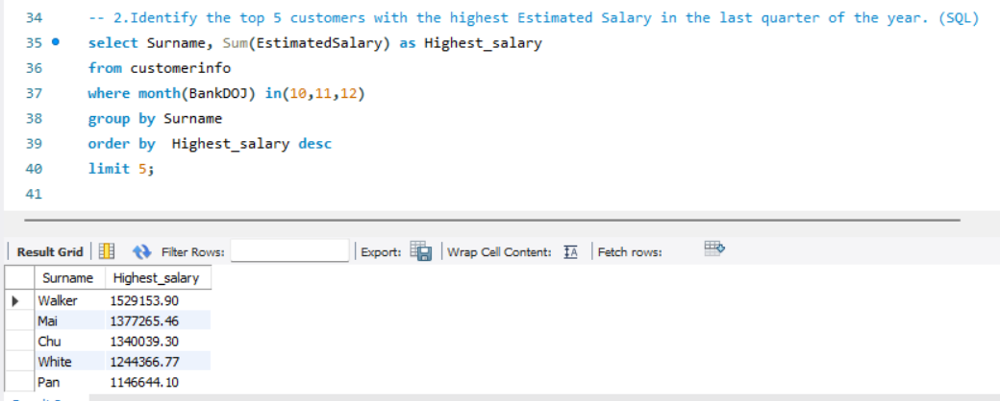 34 -- 2.Identify the top 5 customers with the highest Estimated Salary in the last quarter of the year. (SQL)
35 select Surname, Sum(EstimatedSalary) as Highest_salary
36 from customerinfo
37 where month(BankDOJ) in(10,11,12)
38 group by Surname
39 order by  Highest_salary desc
40 limit 5;
41
Result Grid Filter Rows: Export: Wrap Cell Content: Fetch rows:
Surname Highest_salary
Walker 1529153.90
Mai 1377265.46
Chu 1340039.30
White 1244366.77
Pan 1146644.10